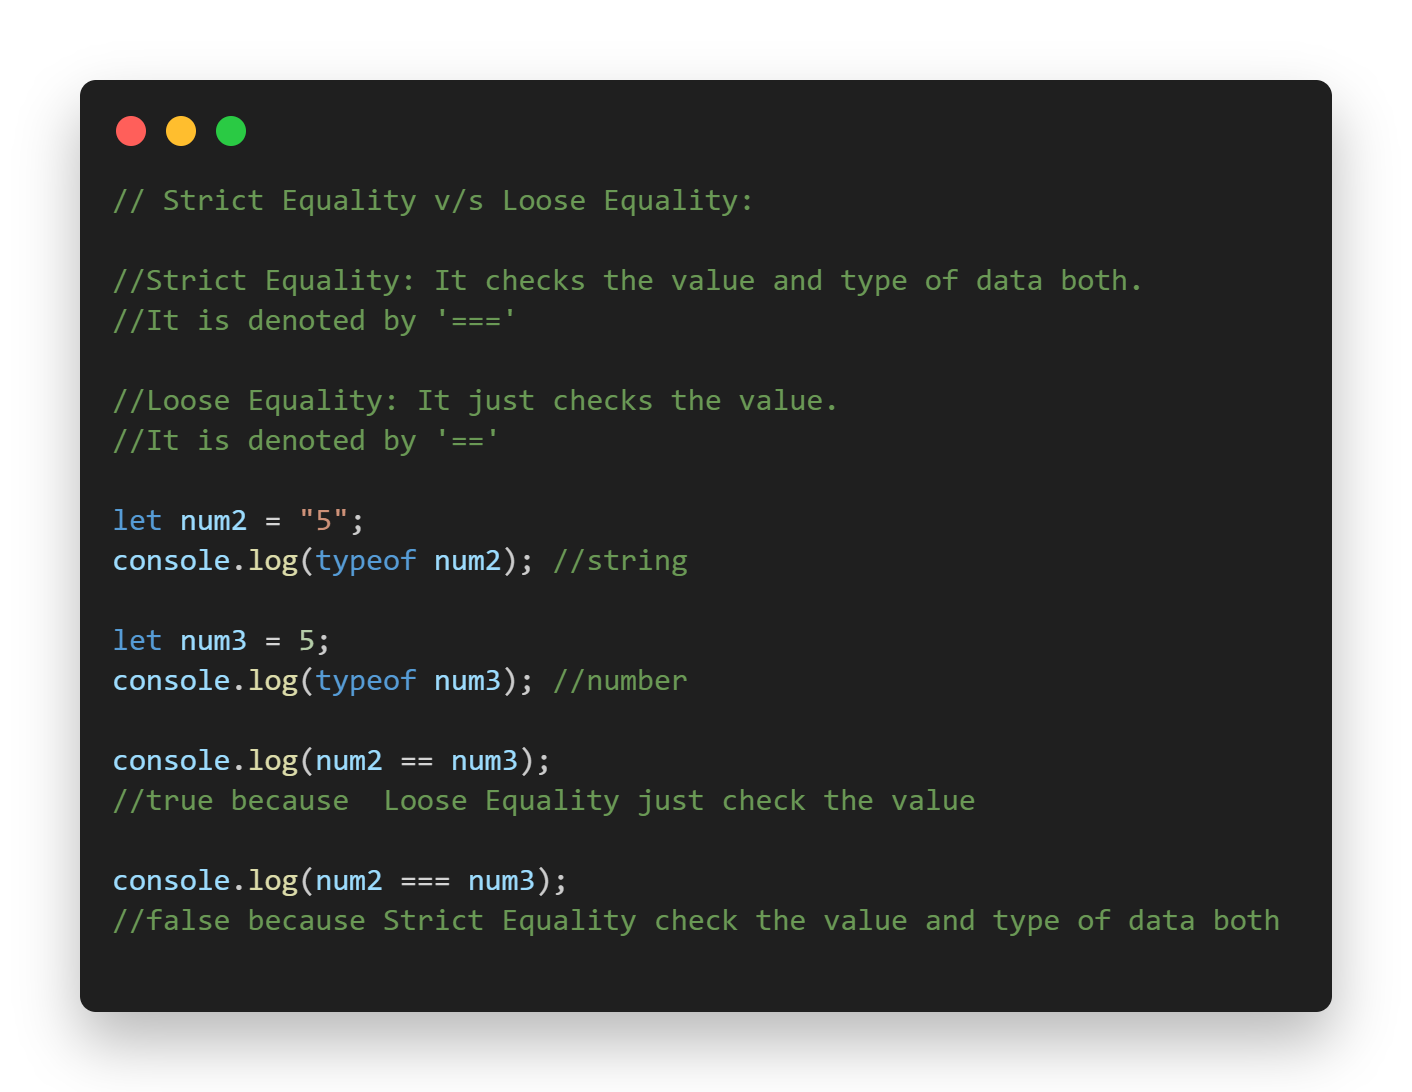 // Strict Equality v/s Loose Equality:
//Strict Equality: It checks the value and type of data both.
//It is denoted by '==='
//Loose Equality: It just checks the value.
//It is denoted by '=='
let num2 = "5";
console.log(typeof num2); //string
let num3 = 5;
console.log(typeof num3); //number
console.log(num2 == num3);
//true because  Loose Equality just check the value
console.log(num2 === num3);
//false because Strict Equality check the value and type of data both